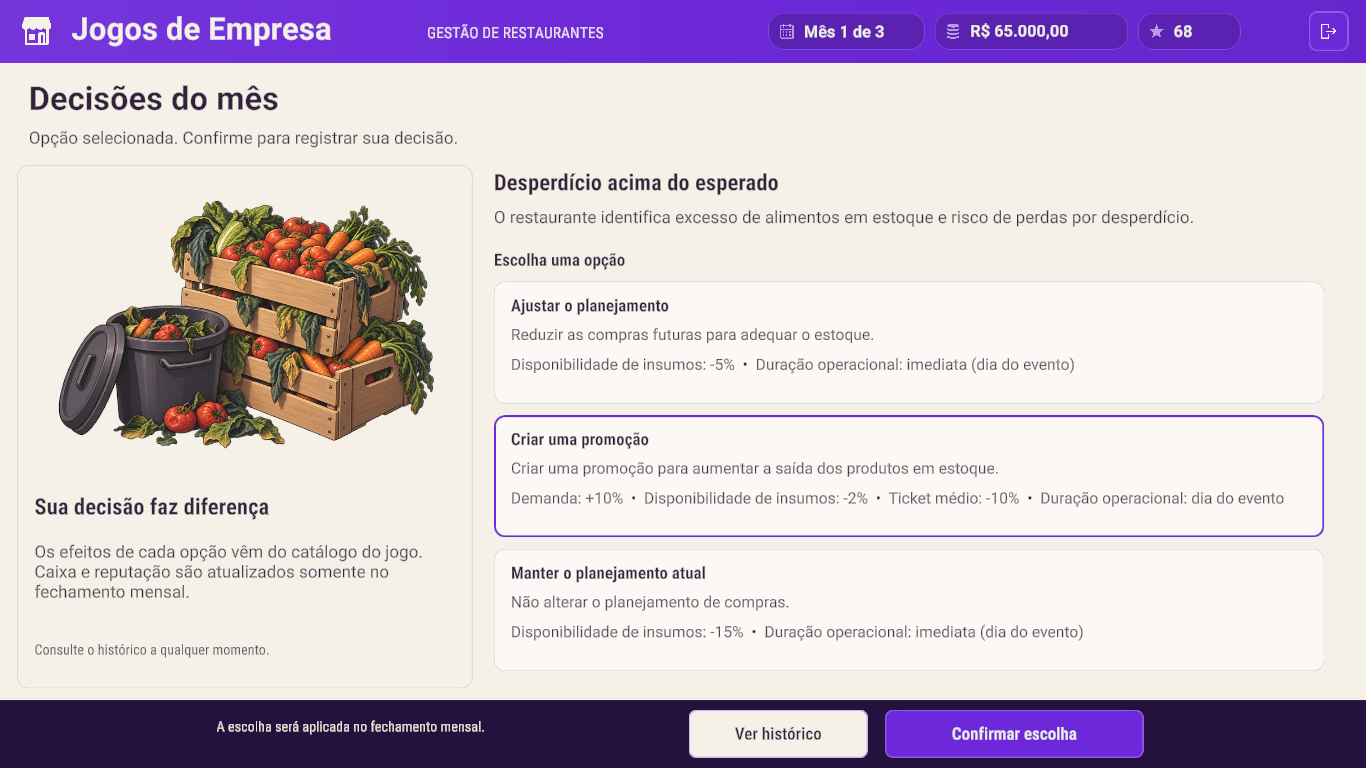 Jogos de Empresa
GESTÃO DE RESTAURANTES
Mês 1 de 3
R$ 65.000,00
68
Decisões do mês
Opção selecionada. Confirme para registrar sua decisão.
Sua decisão faz diferença
Os efeitos de cada opção vêm do catálogo do jogo.
Caixa e reputação são atualizados somente no
fechamento mensal.
Consulte o histórico a qualquer momento.
Desperdício acima do esperado
O restaurante identifica excesso de alimentos em estoque e risco de perdas por desperdício.
Escolha uma opção
Ajustar o planejamento
Reduzir as compras futuras para adequar o estoque.
Disponibilidade de insumos: -5% • Duração operacional: imediata (dia do evento)
Criar uma promoção
Criar uma promoção para aumentar a saída dos produtos em estoque.
Demanda: +10% • Disponibilidade de insumos: -2% • Ticket médio: -10% • Duração operacional: dia do evento
Manter o planejamento atual
Não alterar o planejamento de compras.
Disponibilidade de insumos: -15% • Duração operacional: imediata (dia do evento)
A escolha será aplicada no fechamento mensal.
Ver histórico
Confirmar escolha